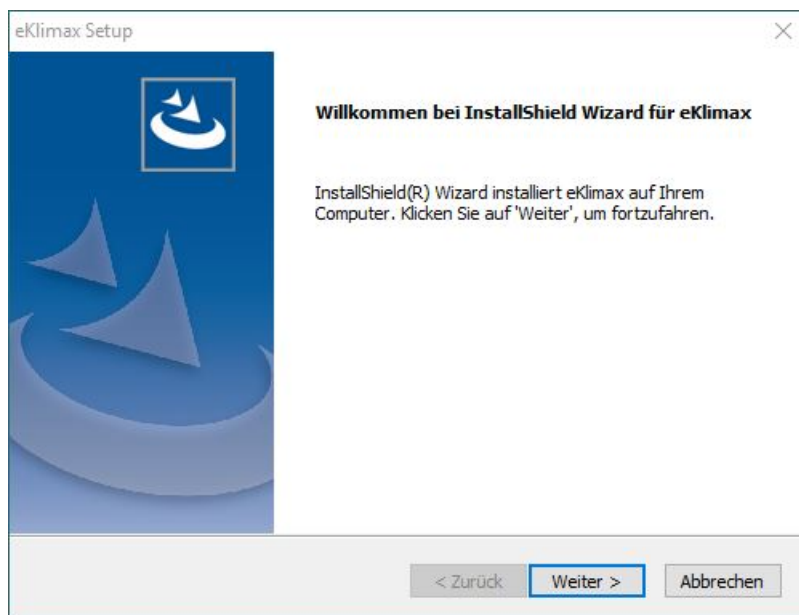 eKlimax Setup
Willkommen bei InstallShield Wizard für eKlimax
InstallShield(R) Wizard installiert eKlimax auf Ihrem
Computer. Klicken Sie auf 'Weiter', um fortzufahren.
< Zurück Weiter > Abbrechen